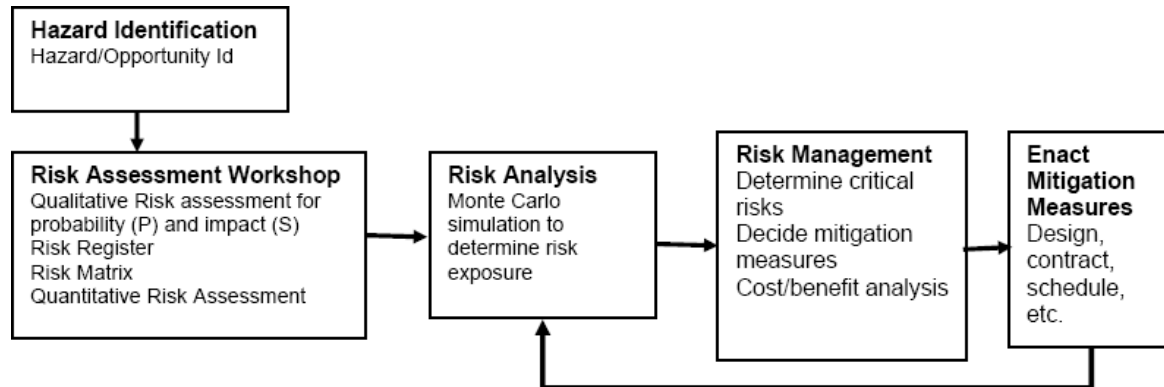 Hazard Identification
Hazard/Opportunity Id
Risk Assessment Workshop
Qualitative Risk assessment for
probability (P) and impact (S)
Risk Register
Risk Matrix
Quantitative Risk Assessment
Risk Analysis
Monte Carlo
simulation to
determine risk
exposure
Risk Management
Determine critical
risks
Decide mitigation
measures
Cost/benefit analysis
Enact
Mitigation
Measures
Design,
contract,
schedule,
etc.